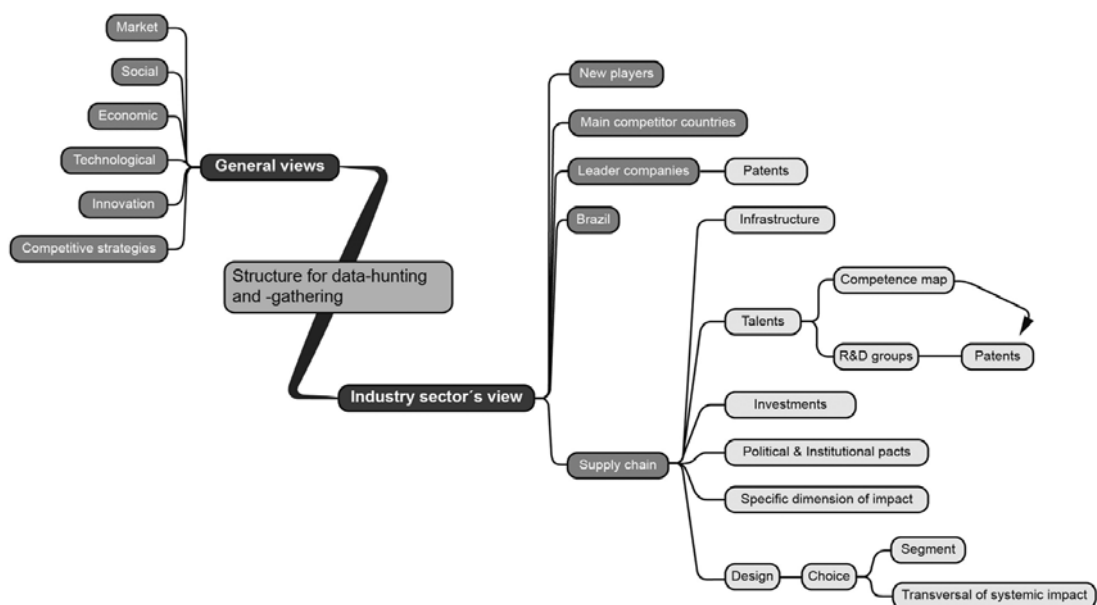 Market
Social
Economic
Technological
Innovation
Competitive strategies
General views
Structure for data-hunting
and -gathering
Industry sector´s view
New players
Main competitor countries
Leader companies
Patents
Brazil
Supply chain
Infrastructure
Talents
Competence map
R&D groups
Patents
Investments
Political & Institutional pacts
Specific dimension of impact
Design
Choice
Segment
Transversal of systemic impact